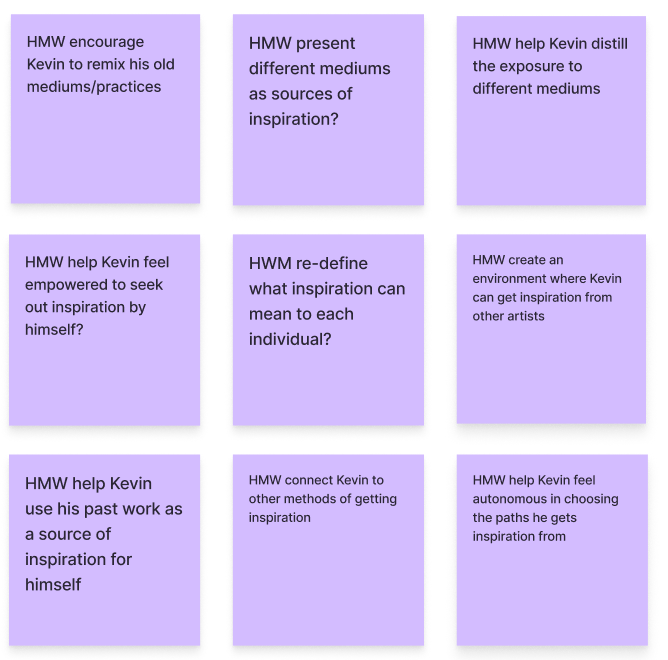 HMW encourage
Kevin to remix his old
mediums/practices
HMW present
different mediums
as sources of
inspiration?
HMW help Kevin distill
the exposure to
different mediums
HMW help Kevin feel
empowered to seek
out inspiration by
himself?
HWM re-define
what inspiration can
mean to each
individual?
HMW create an
environment where Kevin
can get inspiration from
other artists
HMW help Kevin
use his past work as
a source of
inspiration for
himself
HMW connect Kevin to
other methods of getting
inspiration
HMW help Kevin feel
autonomous in choosing
the paths he gets
inspiration from